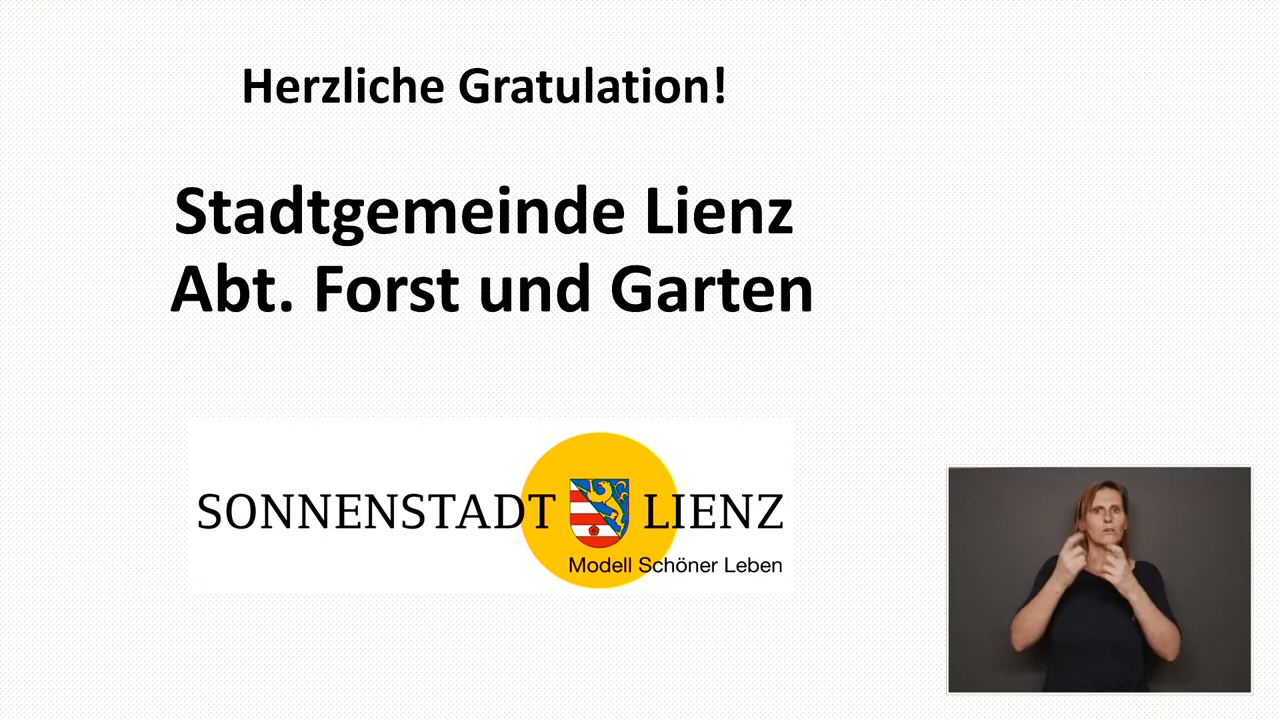 Herzliche Gratulation!
Stadtgemeinde Lienz
Abt. Forst und Garten
SONNENSTADT LIENZ
Modell Schöner Leben